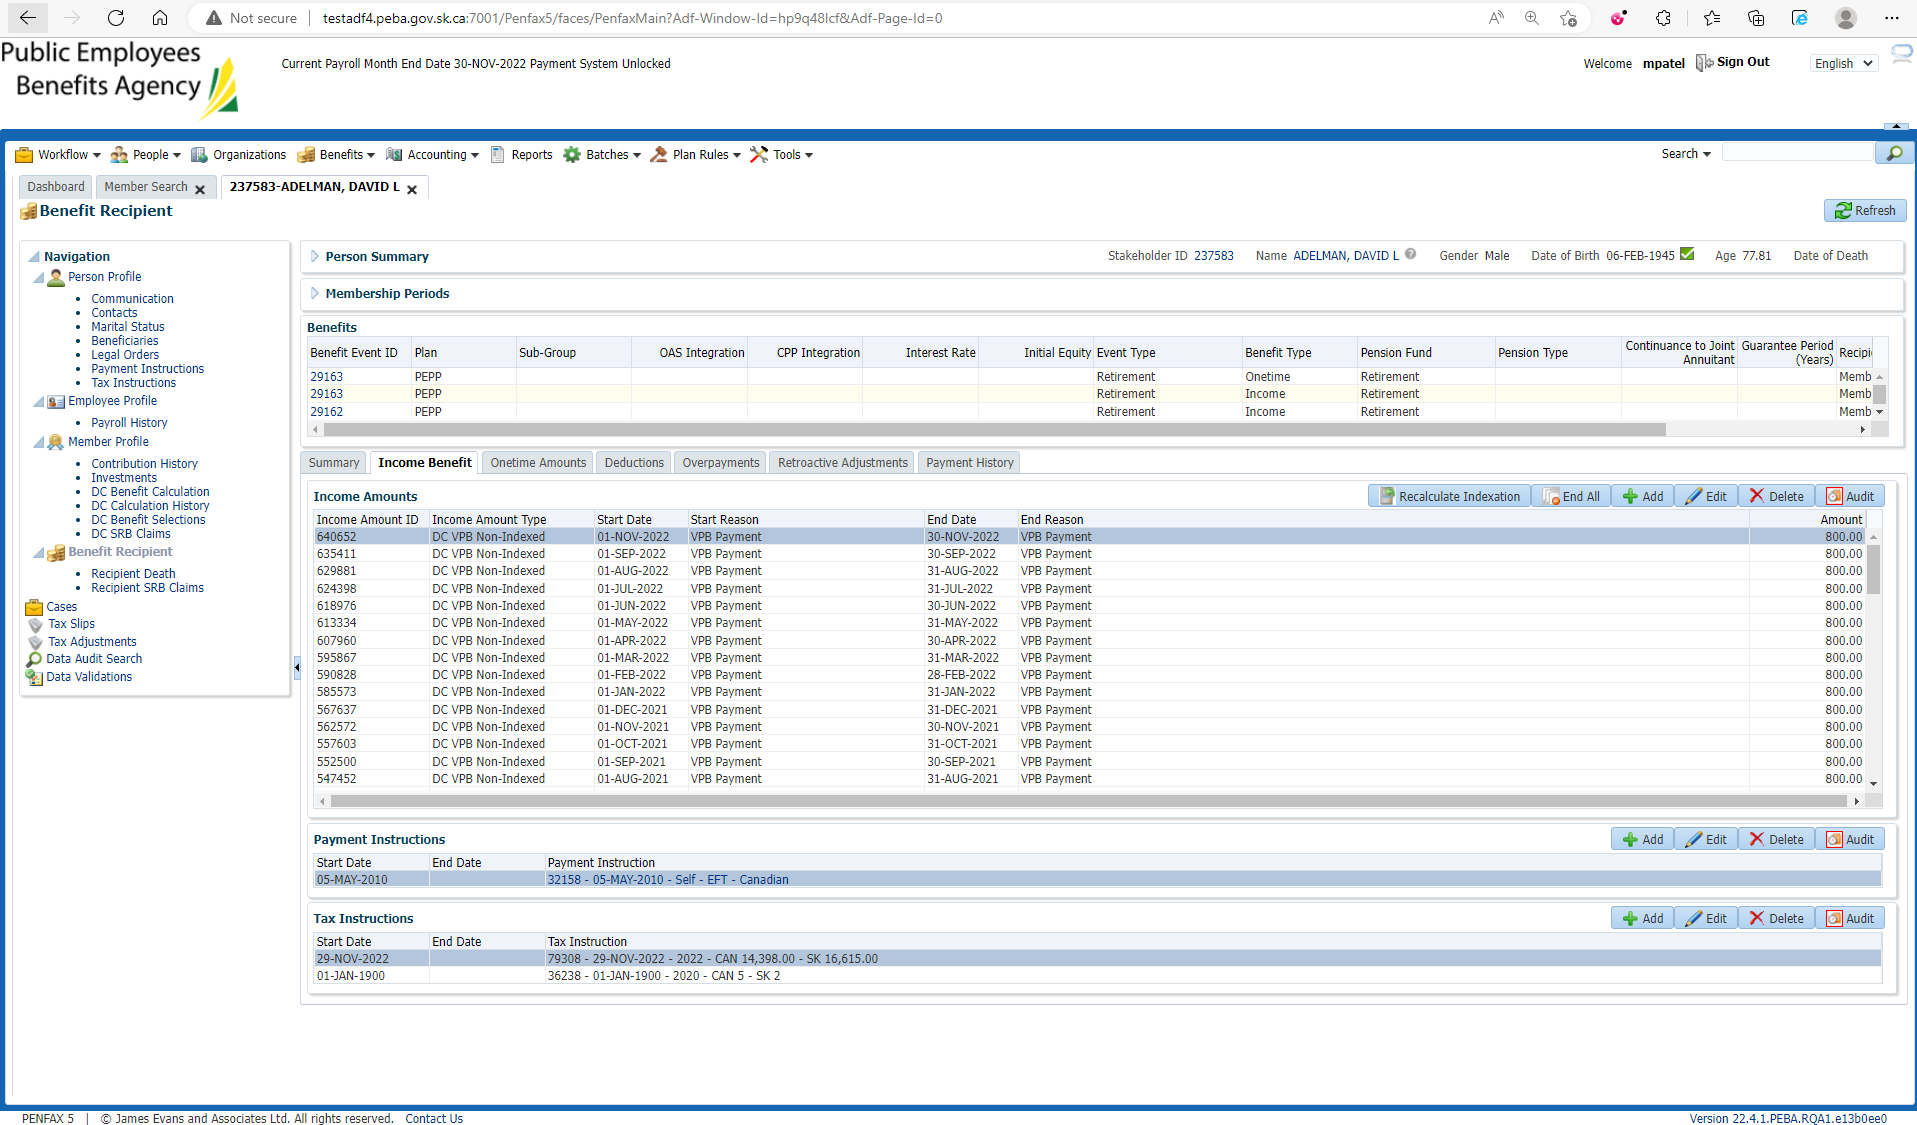 Not secure | testadf4.peba.gov.sk.ca:7001/Penfax5/faces/PenfaxMain?Adf-Window-Id=hp9q48lcf&Adf-Page-Id=0
Public Employees
Benefits Agency
Current Payroll Month End Date 30-NOV-2022 Payment System Unlocked
Welcome mpatel Sign Out English
Workflow People Organizations Benefits Accounting Reports Batches Plan Rules Tools Search
Dashboard Member Search 237583-ADELMAN, DAVID L
Benefit Recipient
Refresh
Navigation
Person Profile
Communication
Contacts
Marital Status
Beneficiaries
Legal Orders
Payment Instructions
Tax Instructions
Employee Profile
Payroll History
Member Profile
Contribution History
Investments
DC Benefit Calculation
DC Calculation History
DC Benefit Selections
DC SRB Claims
Benefit Recipient
Recipient Death
Recipient SRB Claims
Cases
Tax Slips
Tax Adjustments
Data Audit Search
Data Validations
Person Summary Stakeholder ID 237583 Name ADELMAN, DAVID L Gender Male Date of Birth 06-FEB-1945 Age 77.81 Date of Death
Membership Periods
Benefits
Benefit Event ID Plan Sub-Group OAS Integration CPP Integration Interest Rate Initial Equity Event Type Benefit Type Pension Fund Pension Type Continuance to Joint Annuitant Guarantee Period (Years) Recipi
29163 PEPP Retirement Onetime Retirement Memb
29163 PEPP Retirement Income Retirement Memb
29162 PEPP Retirement Income Retirement Memb
Summary Income Benefit Onetime Amounts Deductions Overpayments Retroactive Adjustments Payment History
Income Amounts Recalculate Indexation End All Add Edit Delete Audit
Income Amount ID Income Amount Type Start Date Start Reason End Date End Reason Amount
640652 DC VPB Non-Indexed 01-NOV-2022 VPB Payment 30-NOV-2022 VPB Payment 800.00
635411 DC VPB Non-Indexed 01-SEP-2022 VPB Payment 30-SEP-2022 VPB Payment 800.00
629881 DC VPB Non-Indexed 01-AUG-2022 VPB Payment 31-AUG-2022 VPB Payment 800.00
624398 DC VPB Non-Indexed 01-JUL-2022 VPB Payment 31-JUL-2022 VPB Payment 800.00
618976 DC VPB Non-Indexed 01-JUN-2022 VPB Payment 30-JUN-2022 VPB Payment 800.00
613334 DC VPB Non-Indexed 01-MAY-2022 VPB Payment 31-MAY-2022 VPB Payment 800.00
607960 DC VPB Non-Indexed 01-APR-2022 VPB Payment 30-APR-2022 VPB Payment 800.00
595867 DC VPB Non-Indexed 01-MAR-2022 VPB Payment 31-MAR-2022 VPB Payment 800.00
590828 DC VPB Non-Indexed 01-FEB-2022 VPB Payment 28-FEB-2022 VPB Payment 800.00
585573 DC VPB Non-Indexed 01-JAN-2022 VPB Payment 31-JAN-2022 VPB Payment 800.00
567637 DC VPB Non-Indexed 01-DEC-2021 VPB Payment 31-DEC-2021 VPB Payment 800.00
562572 DC VPB Non-Indexed 01-NOV-2021 VPB Payment 30-NOV-2021 VPB Payment 800.00
557603 DC VPB Non-Indexed 01-OCT-2021 VPB Payment 31-OCT-2021 VPB Payment 800.00
552500 DC VPB Non-Indexed 01-SEP-2021 VPB Payment 30-SEP-2021 VPB Payment 800.00
547452 DC VPB Non-Indexed 01-AUG-2021 VPB Payment 31-AUG-2021 VPB Payment 800.00
Payment Instructions Add Edit Delete Audit
Start Date End Date Payment Instruction
05-MAY-2010 32158 - 05-MAY-2010 - Self - EFT - Canadian
Tax Instructions Add Edit Delete Audit
Start Date End Date Tax Instruction
29-NOV-2022 79308 - 29-NOV-2022 - 2022 - CAN 14,398.00 - SK 16,615.00
01-JAN-1900 36238 - 01-JAN-1900 - 2020 - CAN 5 - SK 2
PENFAX 5 | © James Evans and Associates Ltd. All rights reserved. Contact Us Version 22.4.1.PEBA.RQA1.e13b0ee0